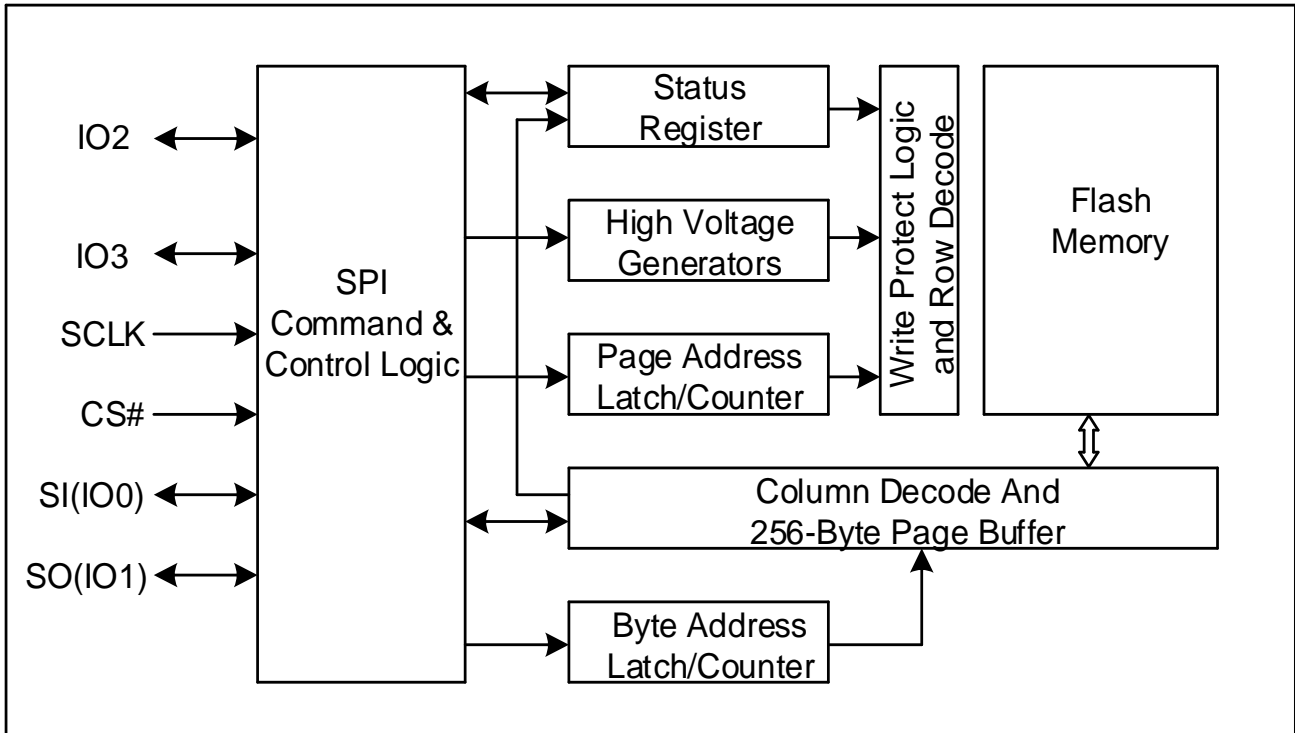 IO2
IO3
SCLK
CS#
SI(IO0)
SO(IO1)
SPI
Command &
Control Logic
Status
Register
High Voltage
Generators
Page Address
Latch/Counter
Write Protect Logic
and Row Decode
Flash
Memory
Column Decode And
256-Byte Page Buffer
Byte Address
Latch/Counter